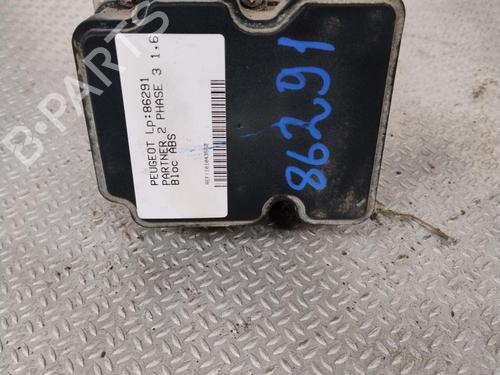 PEUGEOT Lp:86291
PARTNER 2 PHASE 3 1.6
Bloc ABS
86291
B-PARTS